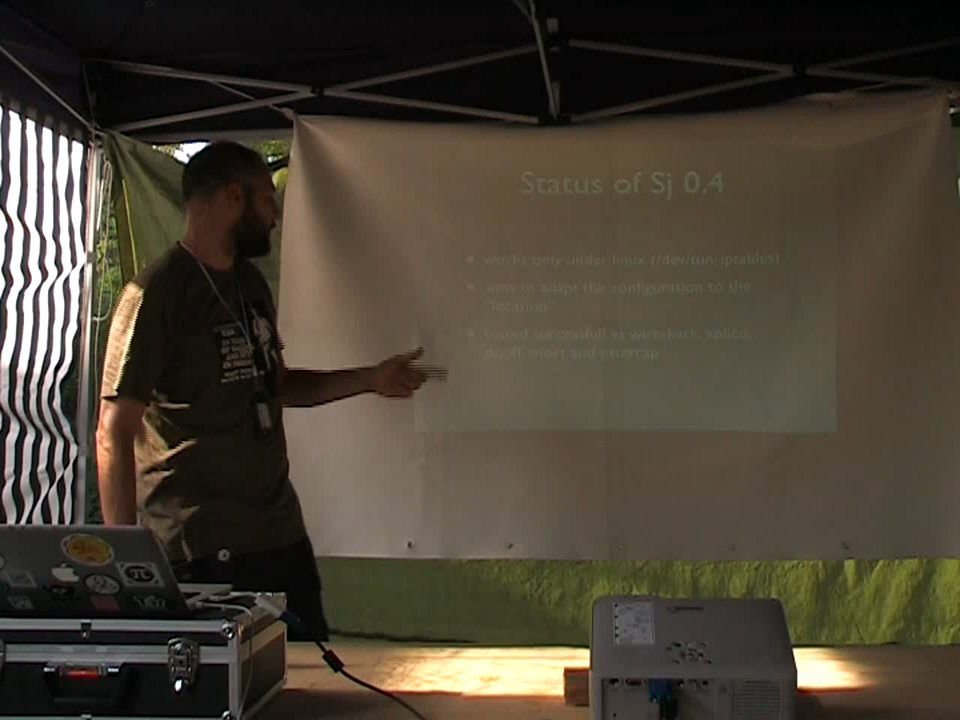 Status of Sj 0.4
works only under linux (/dev/tun, iptables)
aims to adapt the configuration to the
"location"
tested successfull vs wireshark, xplico,
dsniff, snort and ettercap
π